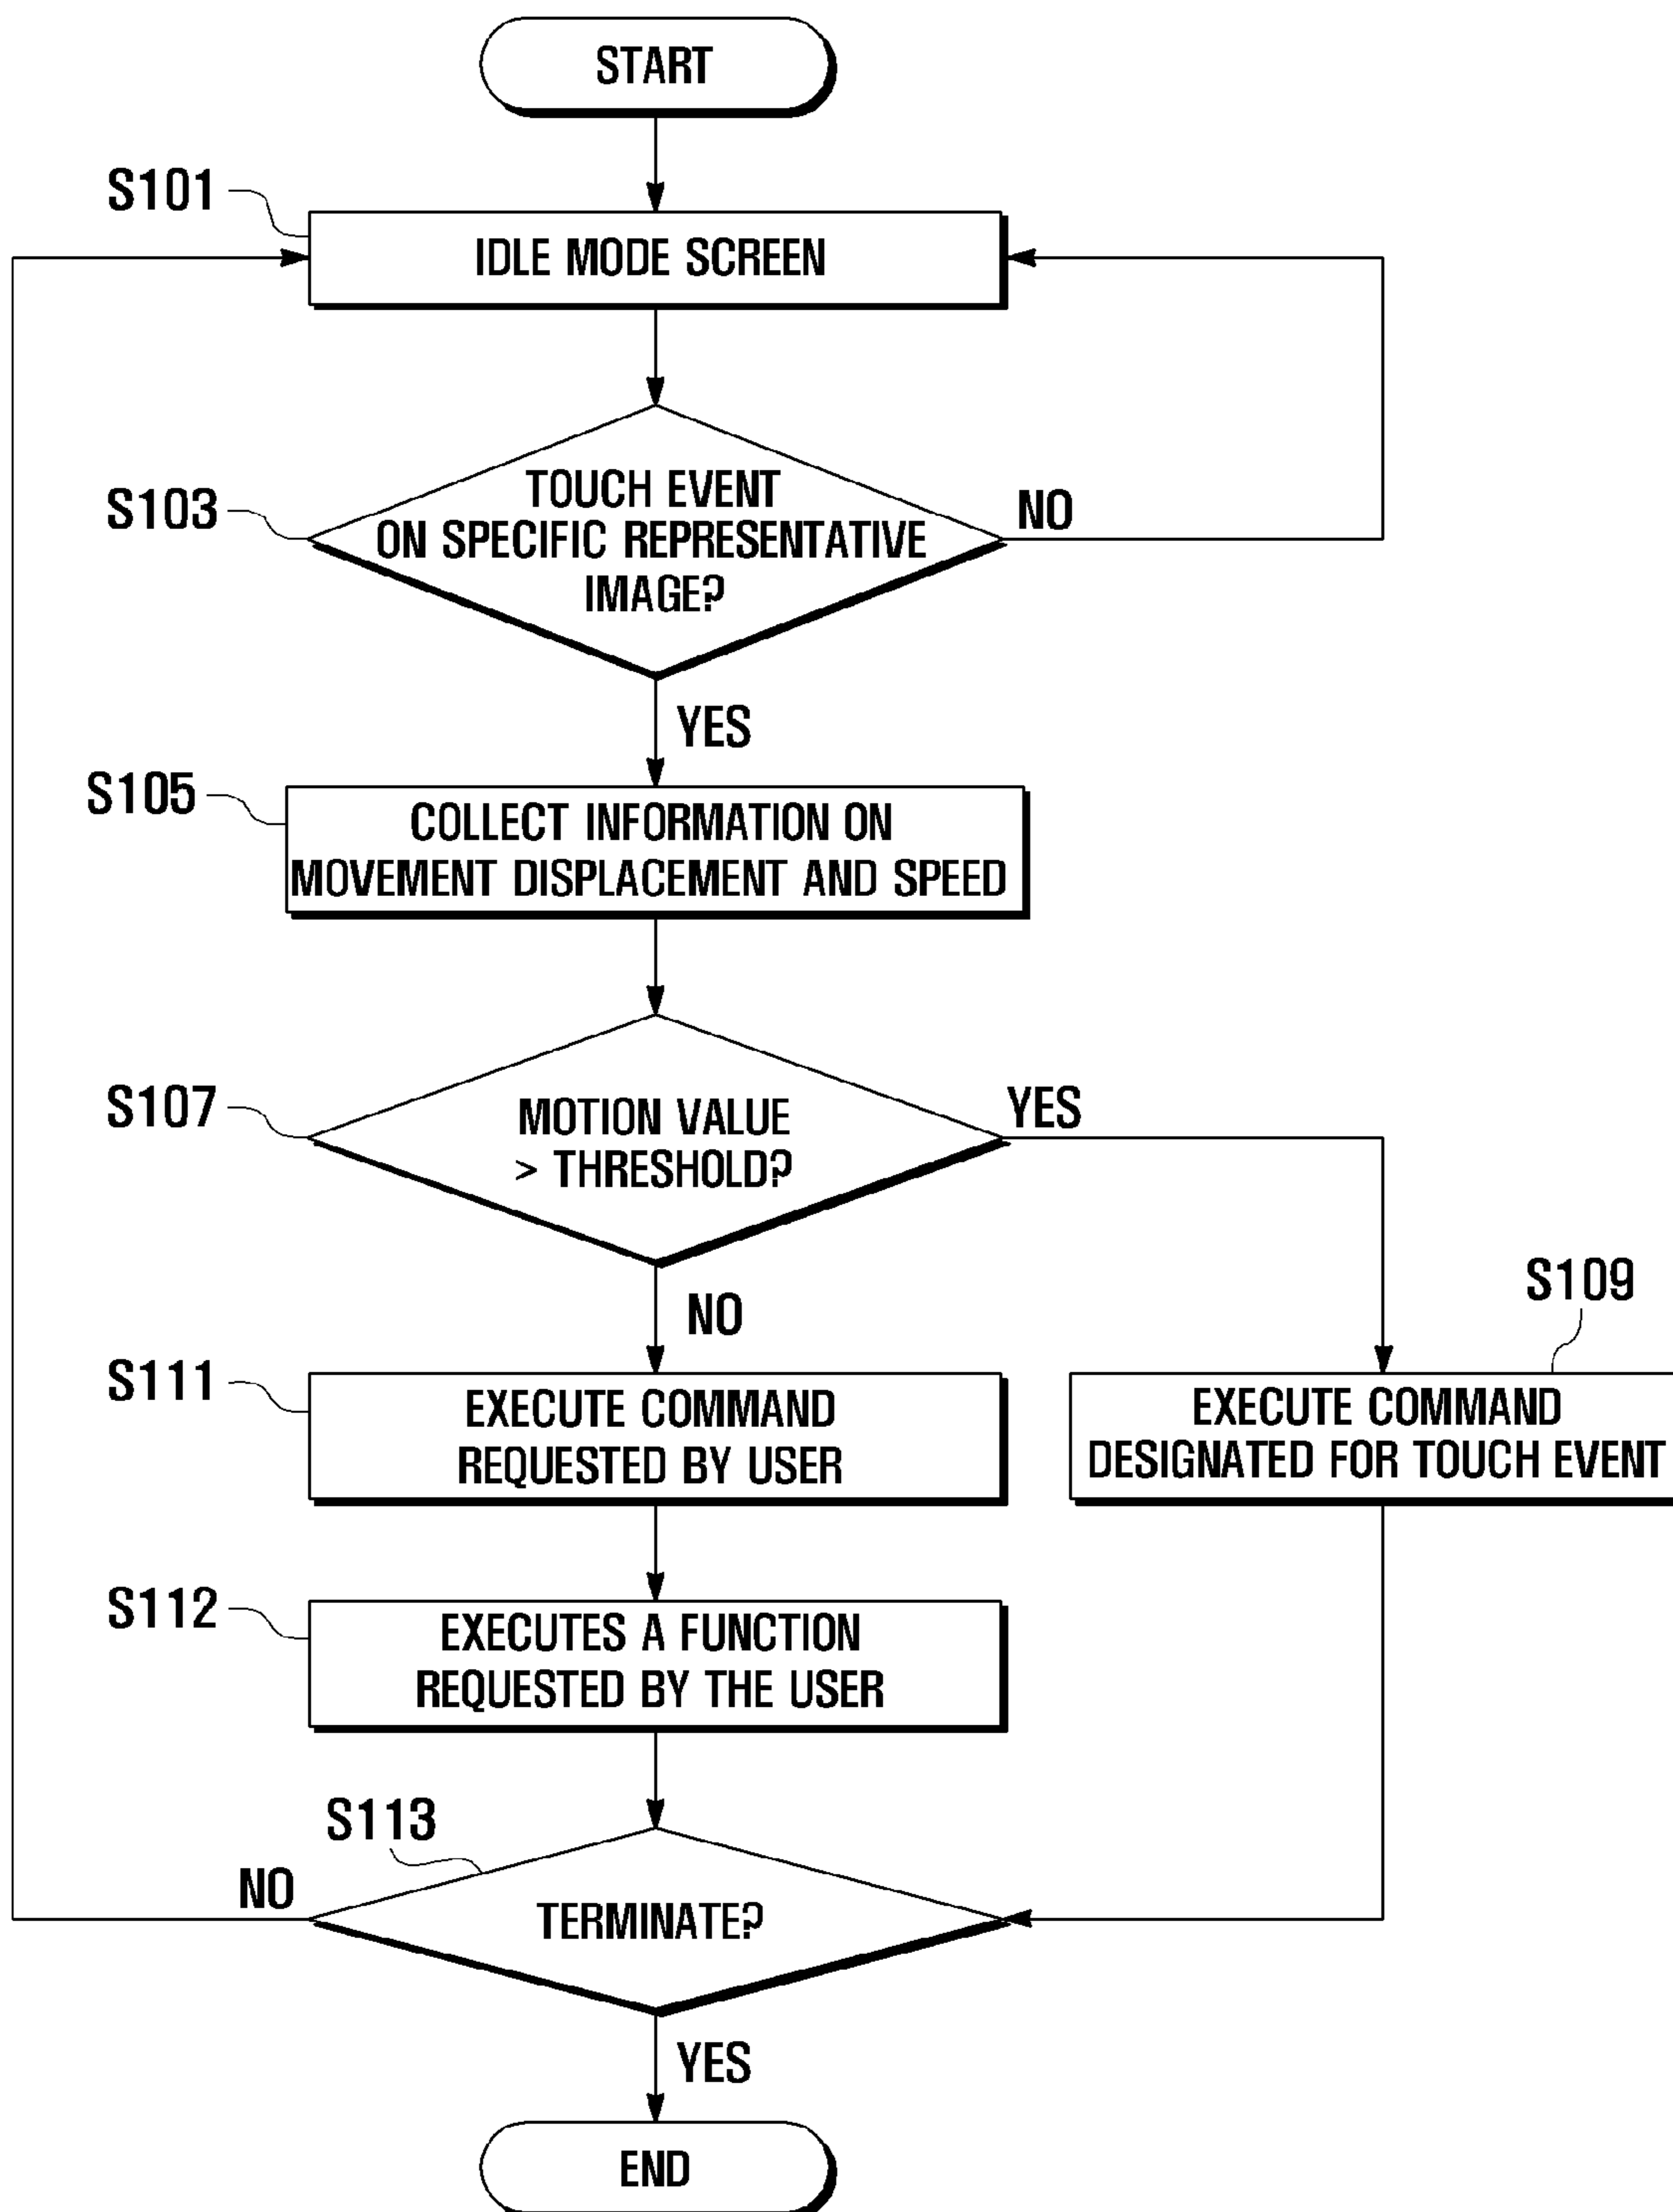 START
S101
IDLE MODE SCREEN
S103
TOUCH EVENT
ON SPECIFIC REPRESENTATIVE
IMAGE?
NO
YES
S105
COLLECT INFORMATION ON
MOVEMENT DISPLACEMENT AND SPEED
S107
MOTION VALUE
> THRESHOLD?
YES
NO
S109
S111
EXECUTE COMMAND
REQUESTED BY USER
EXECUTE COMMAND
DESIGNATED FOR TOUCH EVENT
S112
EXECUTES A FUNCTION
REQUESTED BY THE USER
S113
NO
TERMINATE?
YES
END